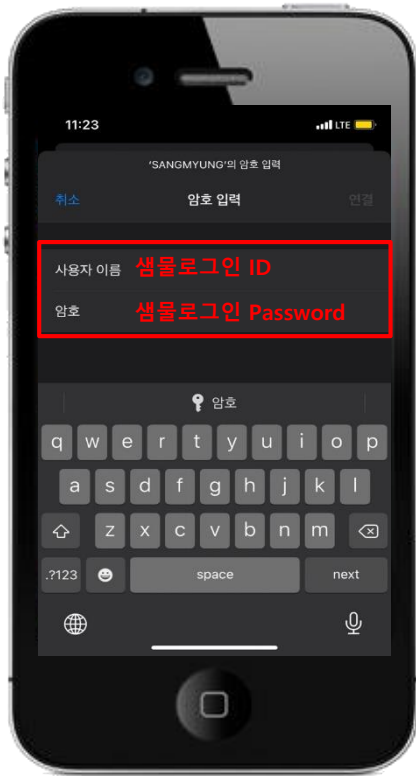 11:23 LTE
'SANGMYUNG'의 암호 입력
취소 암호 입력 연결
사용자 이름 샘물로그인 ID
암호 샘물로그인 Password
암호
q w e r t y u i o p
a s d f g h j k l
z x c v b n m
.?123 space next